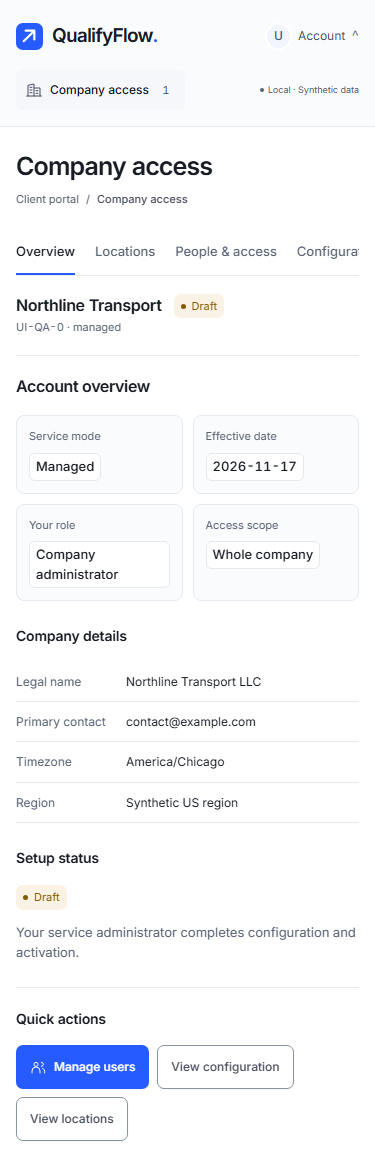 QualifyFlow.
U Account ^
Company access 1
Local · Synthetic data
Company access
Client portal / Company access
Overview Locations People & access Configurat
Northline Transport Draft
UI-QA-0 · managed
Account overview
Service mode
Managed
Effective date
2026-11-17
Your role
Company
administrator
Access scope
Whole company
Company details
Legal name Northline Transport LLC
Primary contact contact@example.com
Timezone America/Chicago
Region Synthetic US region
Setup status
Draft
Your service administrator completes configuration and
activation.
Quick actions
Manage users View configuration
View locations